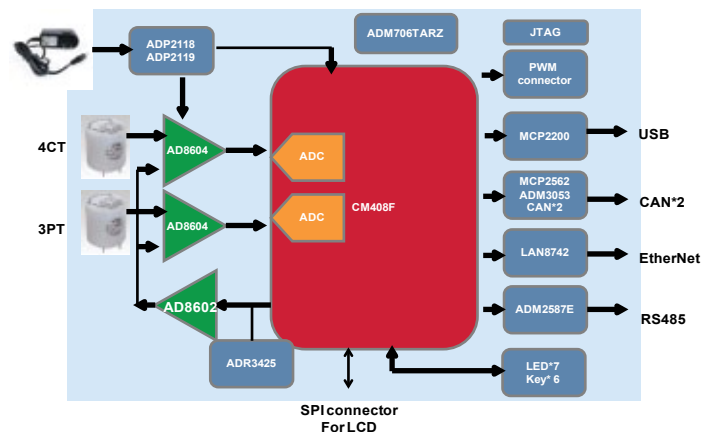 ADP2118
ADP2119
ADM706TARZ
JTAG
PWM
connector
4CT
AD8604
ADC
MCP2200
USB
3PT
AD8604
ADC
CM408F
MCP2562
ADM3053
CAN*2
CAN*2
LAN8742
EtherNet
AD8602
ADM2587E
RS485
ADR3425
LED*7
Key* 6
SPI connector
For LCD